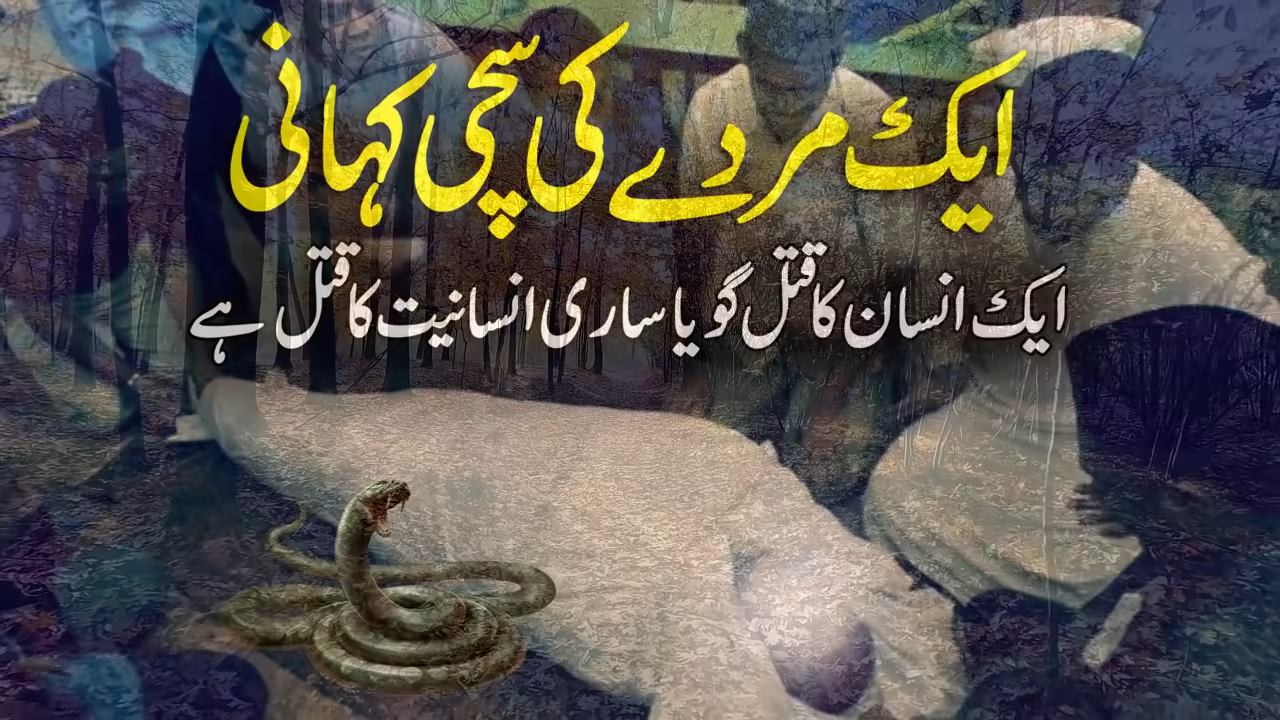 ایک مردے کی سچی کہانی
ایک انسان کا قتل گویا ساری انسانیت کا قتل ہے